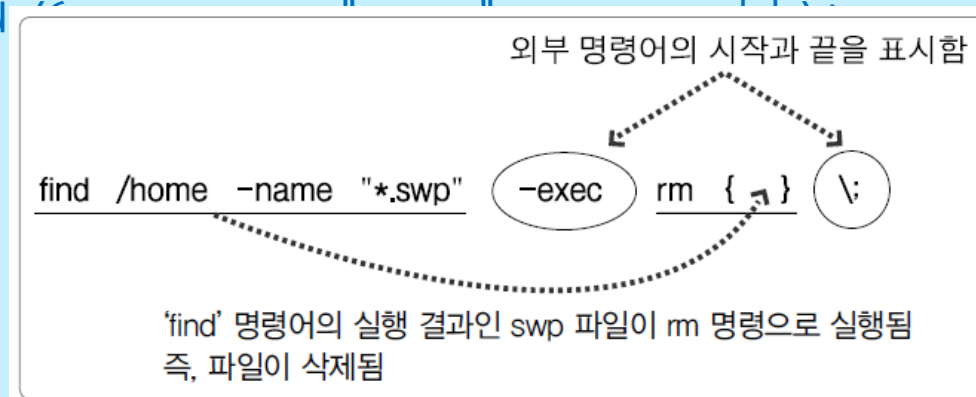 외부 명령어의 시작과 끝을 표시함
find /home -name "*.swp" -exec rm { } \;
'find' 명령어의 실행 결과인 swp 파일이 rm 명령으로 실행됨
즉, 파일이 삭제됨